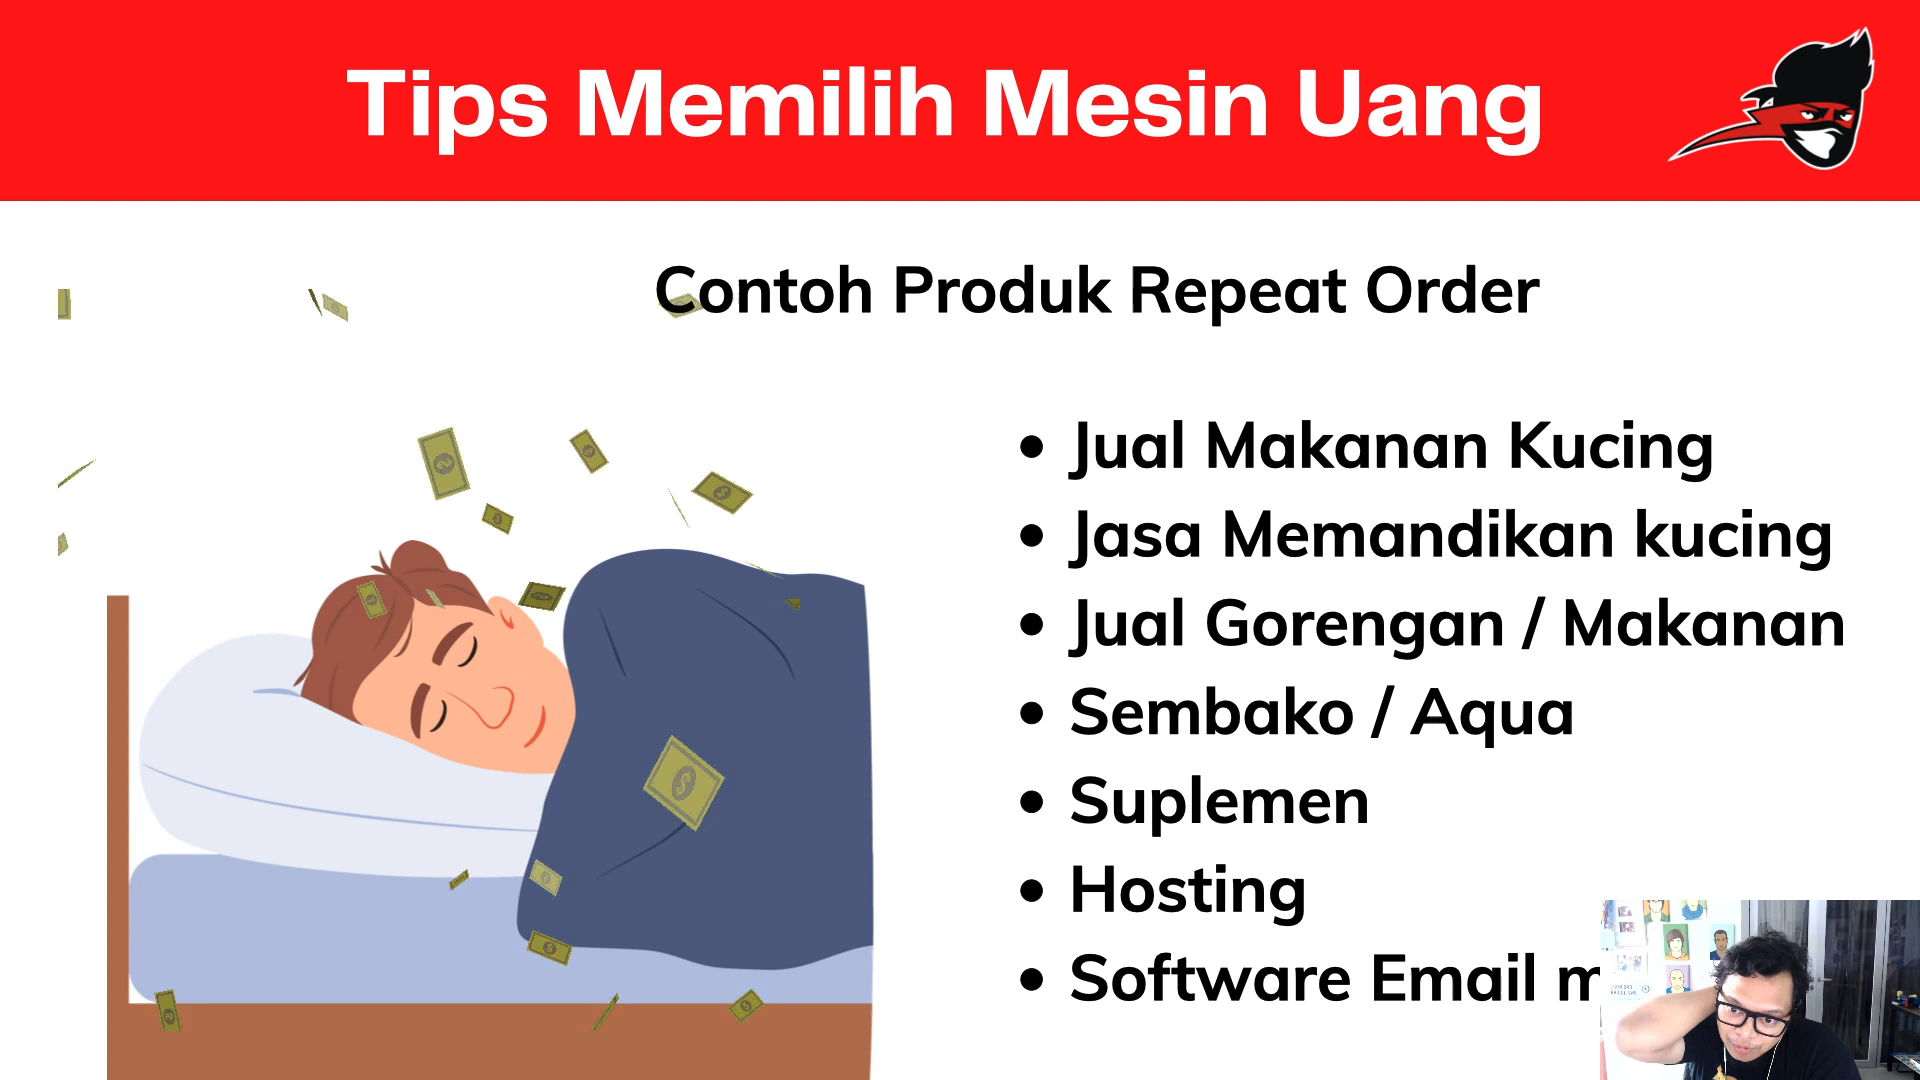 Tips Memilih Mesin Uang
Contoh Produk Repeat Order
• Jual Makanan Kucing
• Jasa Memandikan kucing
• Jual Gorengan / Makanan
• Sembako / Aqua
• Suplemen
• Hosting
• Software Email